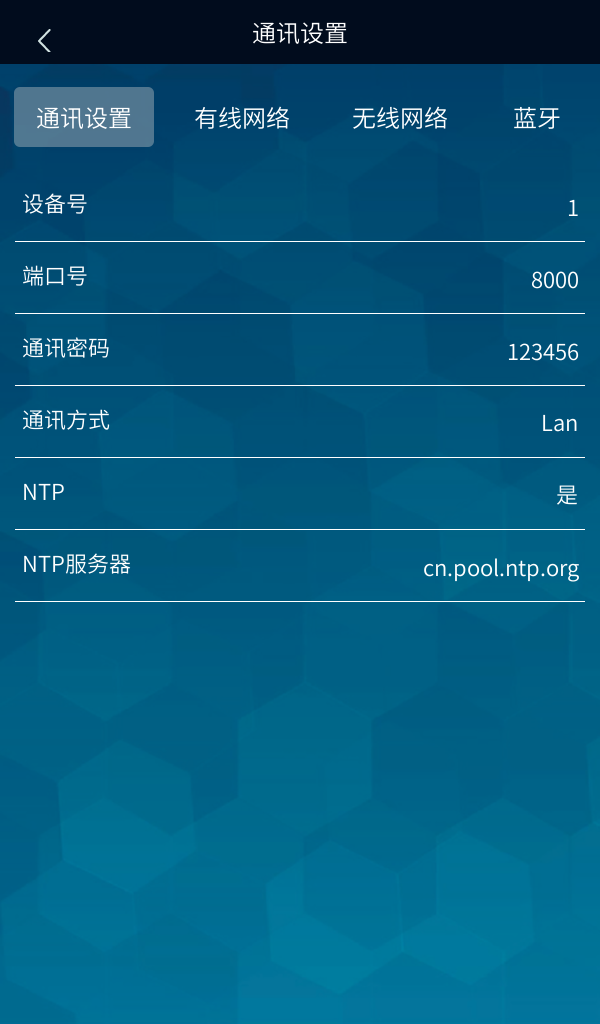 通讯设置
通讯设置 有线网络 无线网络 蓝牙
设备号 1
端口号 8000
通讯密码 123456
通讯方式 Lan
NTP 是
NTP服务器 cn.pool.ntp.org